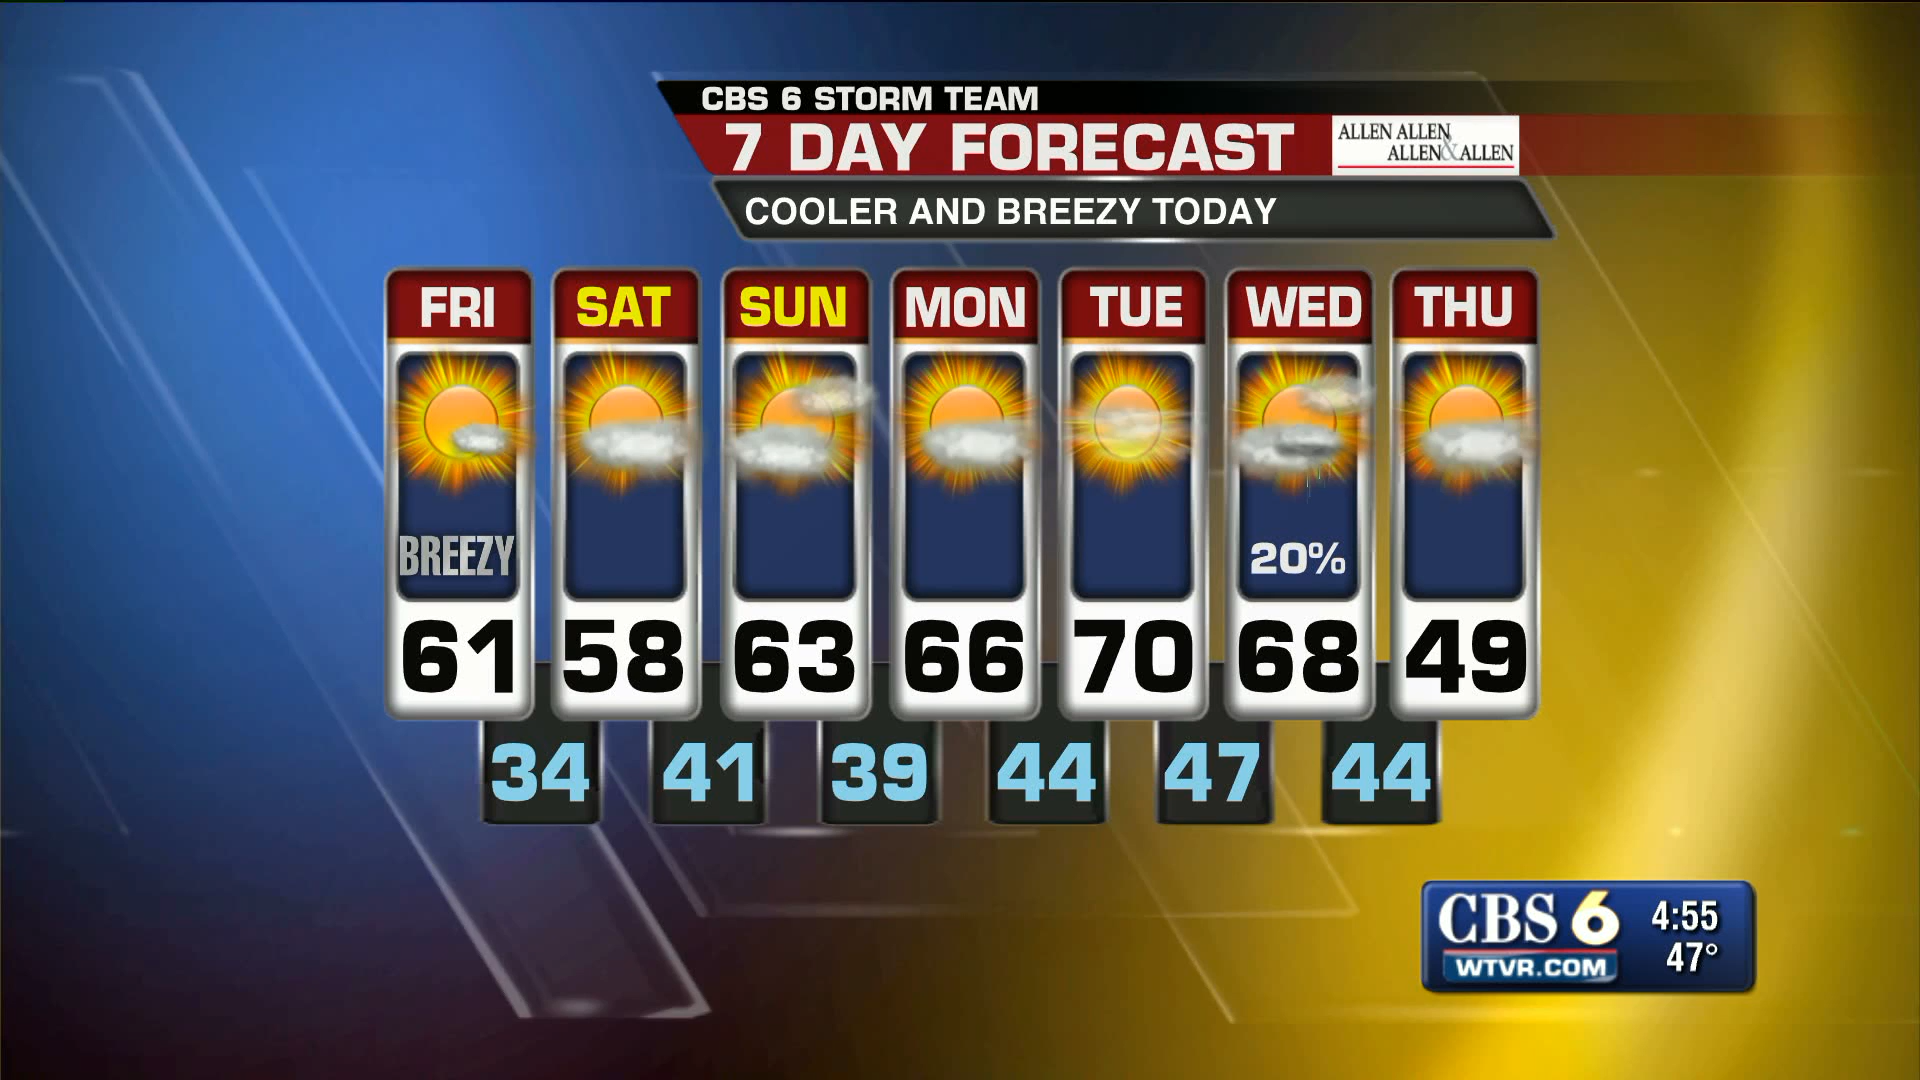 CBS 6 STORM TEAM
7 DAY FORECAST
ALLEN ALLEN
ALLEN & ALLEN
COOLER AND BREEZY TODAY
FRI SAT SUN MON TUE WED THU
BREEZY 20%
61 58 63 66 70 68 49
34 41 39 44 47 44
CBS 6 4:55
WTVR.COM 47°